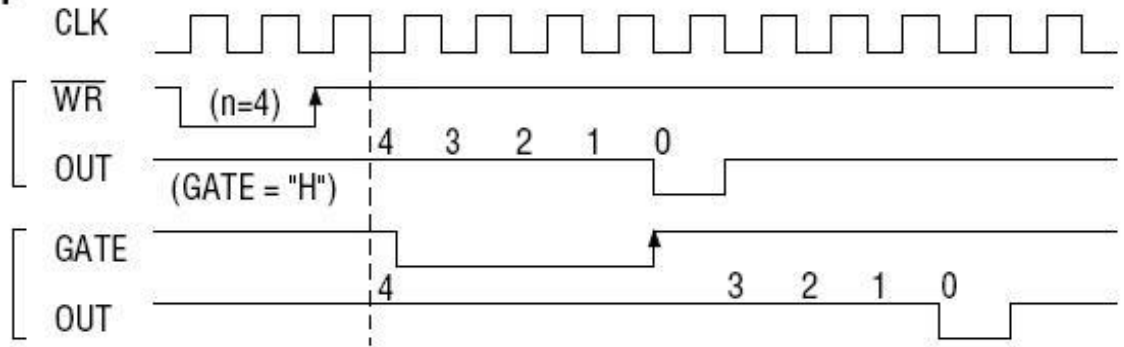 CLK
WR (n=4)
4 3 2 1 0
OUT
(GATE = "H")
GATE
4 3 2 1 0
OUT